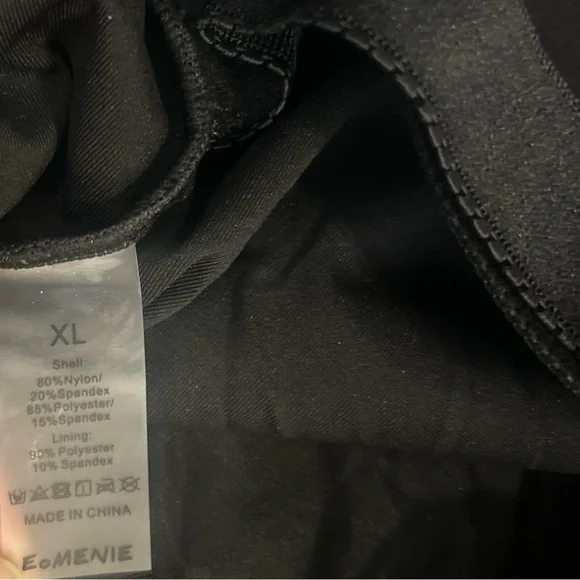 XL
Shell:
80%Nylon/
20%Spandex
85%Polyester/
15%Spandex
Lining:
90% Polyester
10% Spandex
MADE IN CHINA
EOMENIE